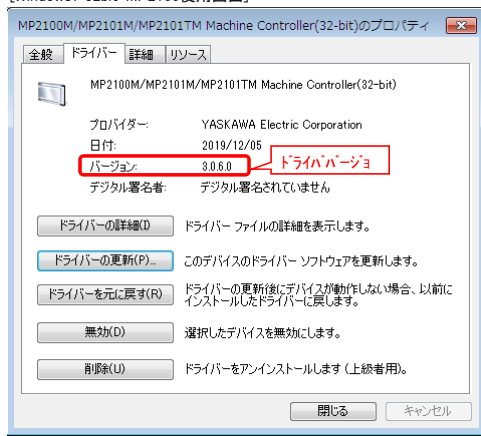 MP2100M/MP2101M/MP2101TM Machine Controller(32-bit)のプロパティ
全般 ドライバー 詳細 リソース
MP2100M/MP2101M/MP2101TM Machine Controller(32-bit)
プロバイダー: YASKAWA Electric Corporation
日付: 2019/12/05
バージョン: 3.0.6.0
ドライババージョ
デジタル署名者: デジタル署名されていません
ドライバーの詳細(I) ドライバー ファイルの詳細を表示します。
ドライバーの更新(P)... このデバイスのドライバー ソフトウェアを更新します。
ドライバーを元に戻す(R) ドライバーの更新後にデバイスが動作しない場合、以前に
インストールしたドライバーに戻します。
無効(D) 選択したデバイスを無効にします。
削除(U) ドライバーをアンインストールします (上級者用)。
閉じる キャンセル